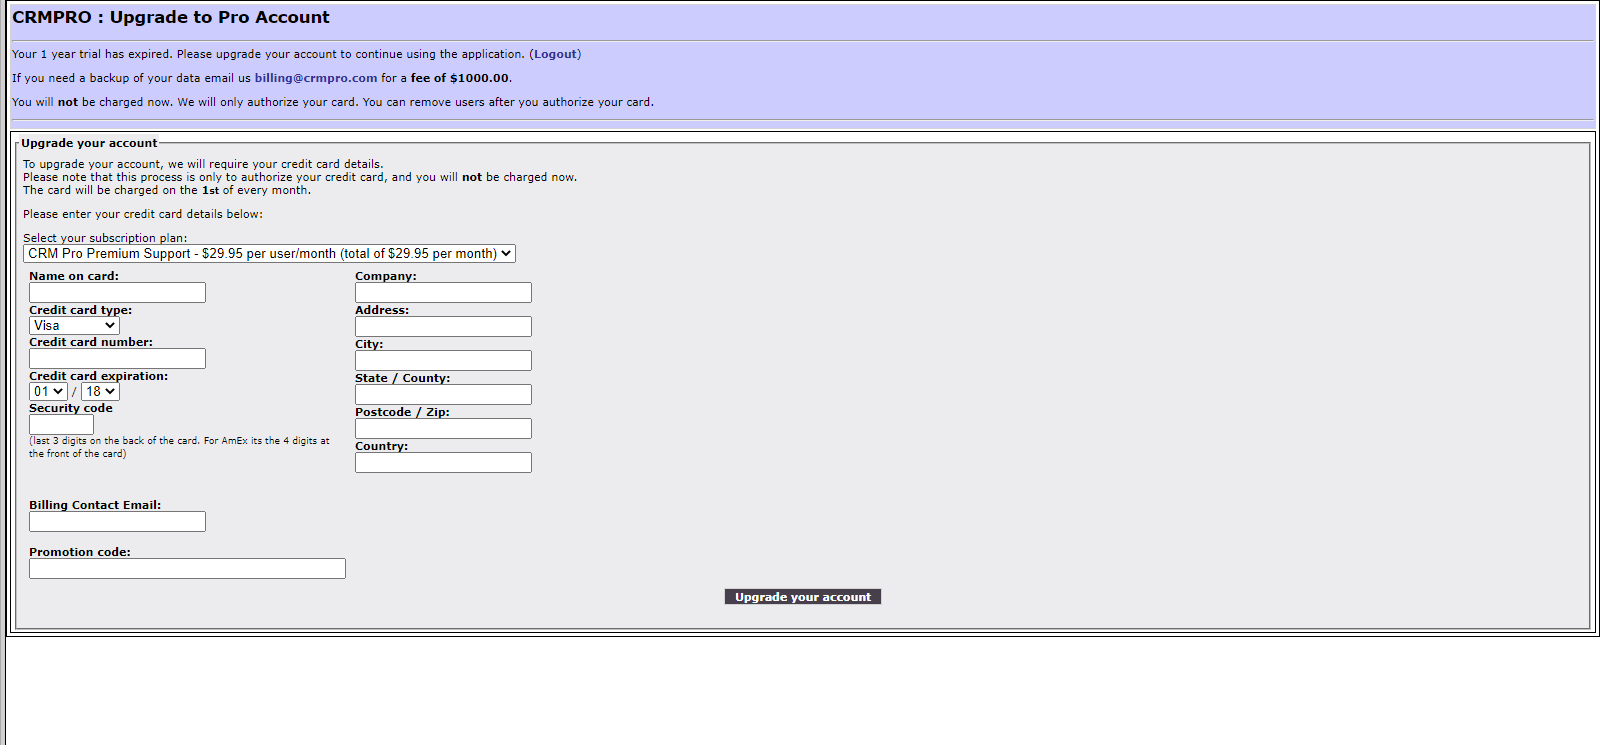 CRMPRO : Upgrade to Pro Account
Your 1 year trial has expired. Please upgrade your account to continue using the application. (Logout)
If you need a backup of your data email us billing@crmpro.com for a fee of $1000.00.
You will not be charged now. We will only authorize your card. You can remove users after you authorize your card.
Upgrade your account
To upgrade your account, we will require your credit card details.
Please note that this process is only to authorize your credit card, and you will not be charged now.
The card will be charged on the 1st of every month.
Please enter your credit card details below:
Select your subscription plan:
CRM Pro Premium Support - $29.95 per user/month (total of $29.95 per month)
Name on card:
Credit card type:
Visa
Credit card number:
Credit card expiration:
01 / 18
Security code
(last 3 digits on the back of the card. For AmEx its the 4 digits at
the front of the card)
Company:
Address:
City:
State / County:
Postcode / Zip:
Country:
Billing Contact Email:
Promotion code:
Upgrade your account